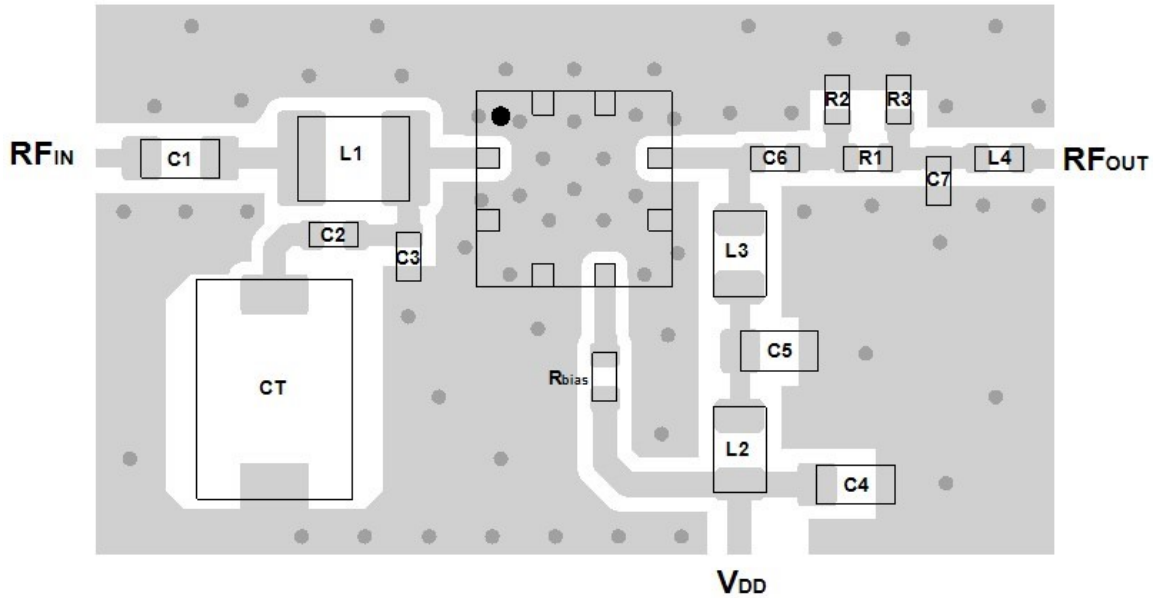 R2 R3
RFIN C1 L1 C6 R1 C7 L4 RFOUT
C2 C3 L3
C5
Rbias
CT
L2
C4
VDD